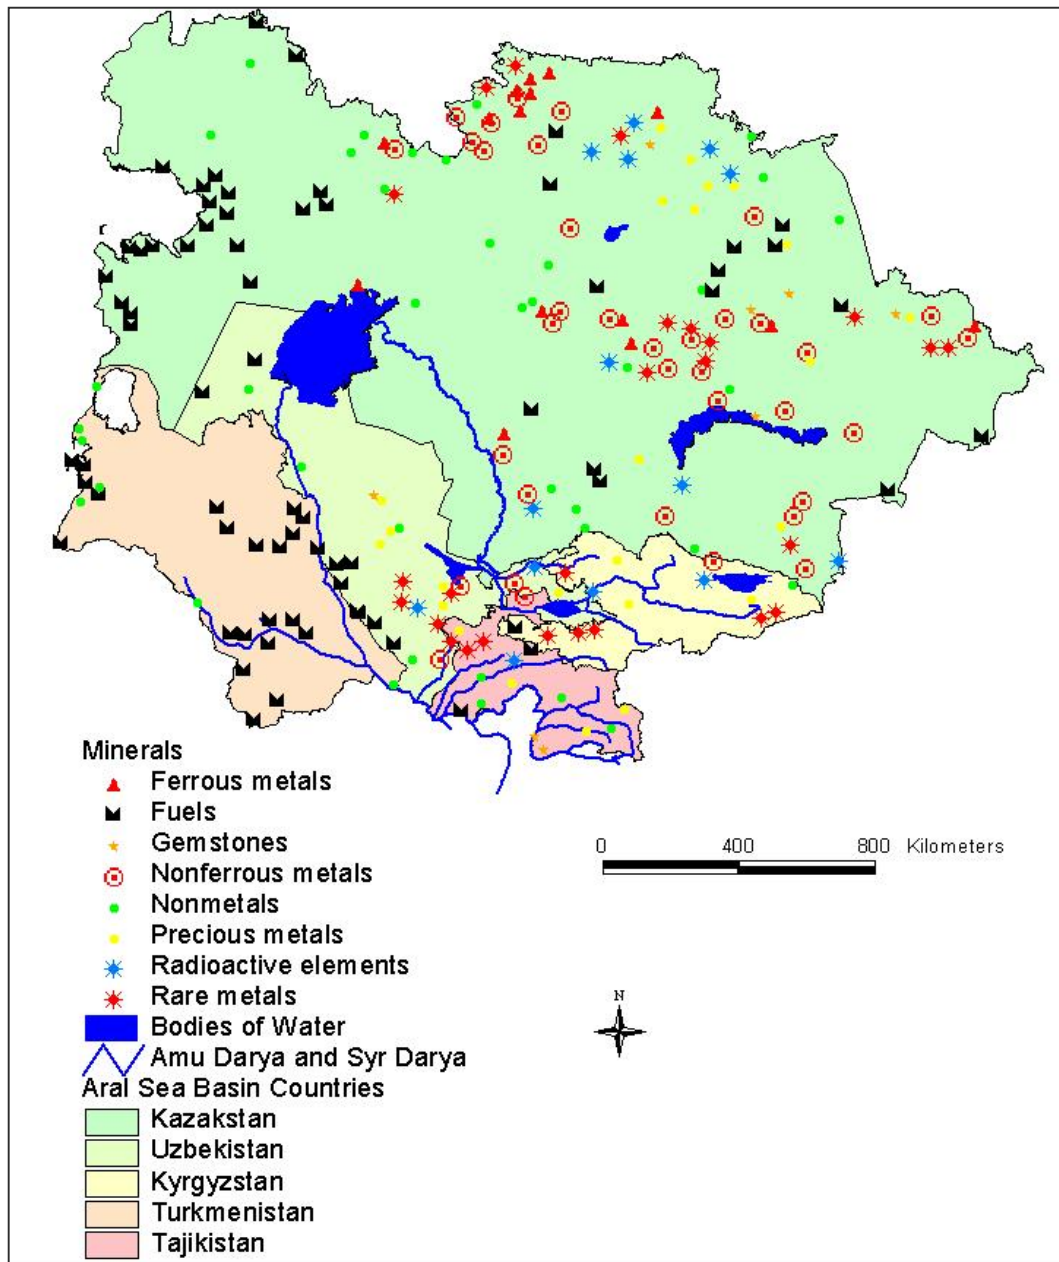 Minerals
Ferrous metals
Fuels
Gemstones
Nonferrous metals
Nonmetals
Precious metals
Radioactive elements
Rare metals
Bodies of Water
Amu Darya and Syr Darya
Aral Sea Basin Countries
Kazakstan
Uzbekistan
Kyrgyzstan
Turkmenistan
Tajikistan
0 400 800 Kilometers
N